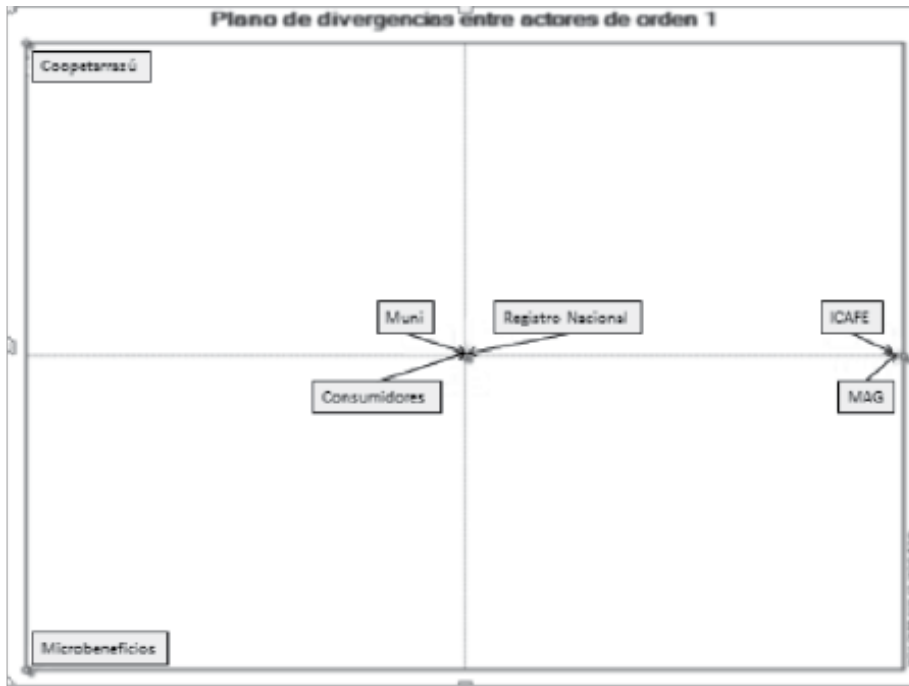 Plano de divergencias entre actores de orden 1
Coopetarrazú
Muni
Registro Nacional
ICAFE
Consumidores
MAG
Microbeneficios